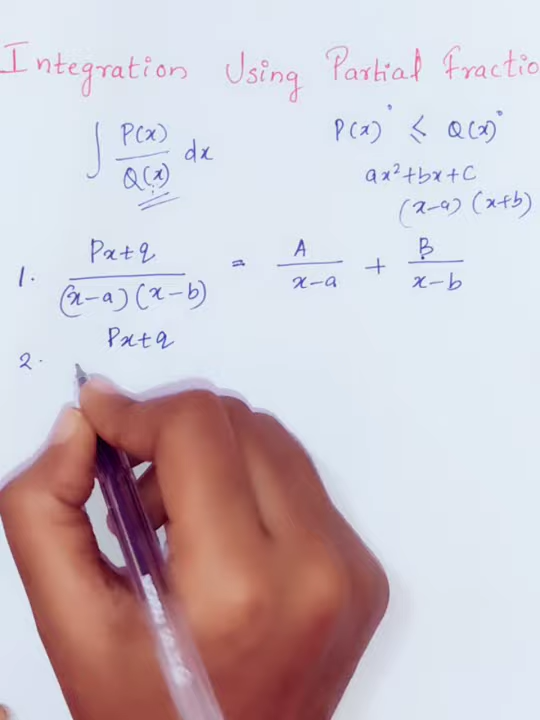 Integration Using Partial Fractio
∫ P(x)/Q(x) dx
P(x)° ≤ Q(x)°
ax²+bx+C
(x-a) (x+b)
1. Px+q/(x-a)(x-b) = A/x-a + B/x-b
2. Px+q